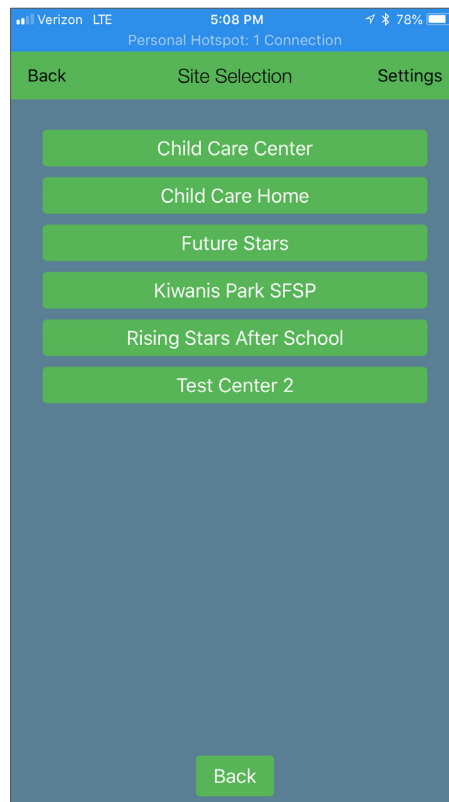 Verizon LTE 5:08 PM 78%
Personal Hotspot: 1 Connection
Back Site Selection Settings
Child Care Center
Child Care Home
Future Stars
Kiwanis Park SFSP
Rising Stars After School
Test Center 2
Back